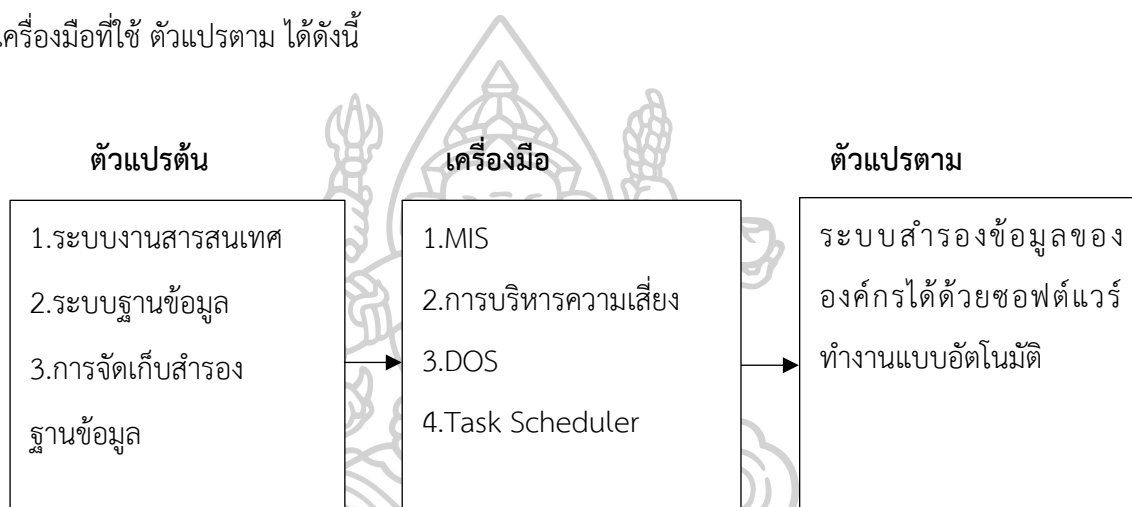 เครื่องมือที่ใช้ ตัวแปรตาม ได้ดังนี้
ตัวแปรต้น
1.ระบบงานสารสนเทศ
2.ระบบฐานข้อมูล
3.การจัดเก็บสำรอง
ฐานข้อมูล
เครื่องมือ
1.MIS
2.การบริหารความเสี่ยง
3.DOS
4.Task Scheduler
ตัวแปรตาม
ระบบสำรองข้อมูลของ
องค์กรได้ด้วยซอฟต์แวร์
ทำงานแบบอัตโนมัติ